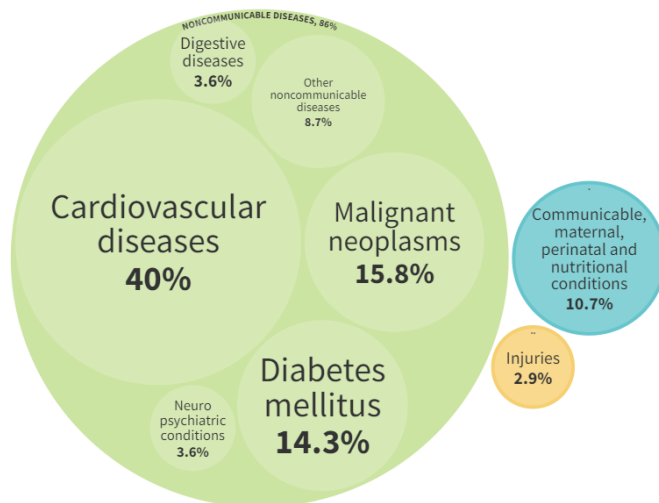 NONCOMMUNICABLE DISEASES, 86%
Digestive
diseases
3.6%
Other
noncommunicable
diseases
8.7%
Cardiovascular
diseases
40%
Malignant
neoplasms
15.8%
Communicable,
maternal,
perinatal and
nutritional
conditions
10.7%
Injuries
2.9%
Diabetes
mellitus
14.3%
Neuro
psychiatric
conditions
3.6%